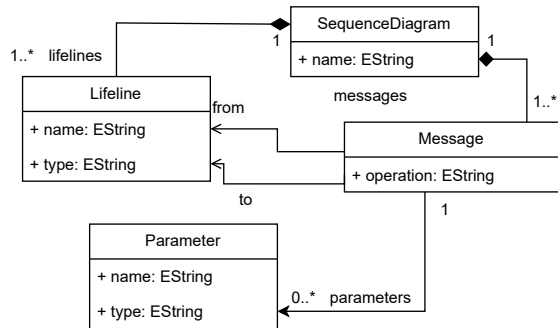 SequenceDiagram
+ name: EString
1
1
1..* lifelines
Lifeline
+ name: EString
+ type: EString
messages
1..*
from
Message
+ operation: EString
to
1
Parameter
+ name: EString
+ type: EString
0..* parameters